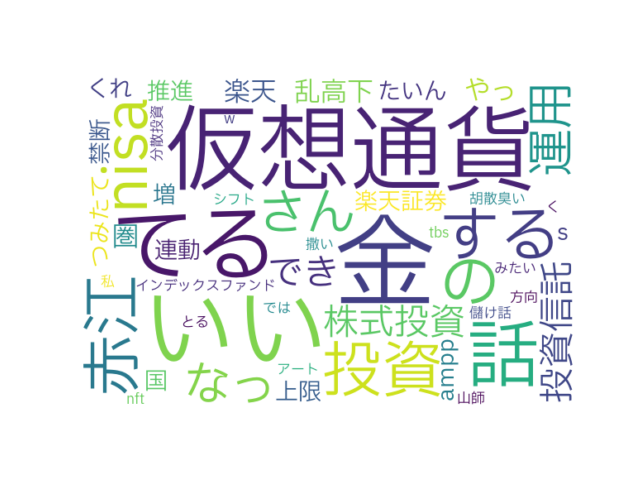 くれ 推進 楽天 乱高下 たいん やっ
禁断 nisa 分散投資 w 仮想通貨 運用
つみたて・ 増 シフト さん 楽天証券 胡散臭い く
圏 連動 てる 撒い 金 tbs する s
私 インデックスファンド でき の みたい 方向
赤江 とる いい では 株式投資 儲け話 話 投資信託
国 なっ アート 投資 ampp
nft 上限 山師